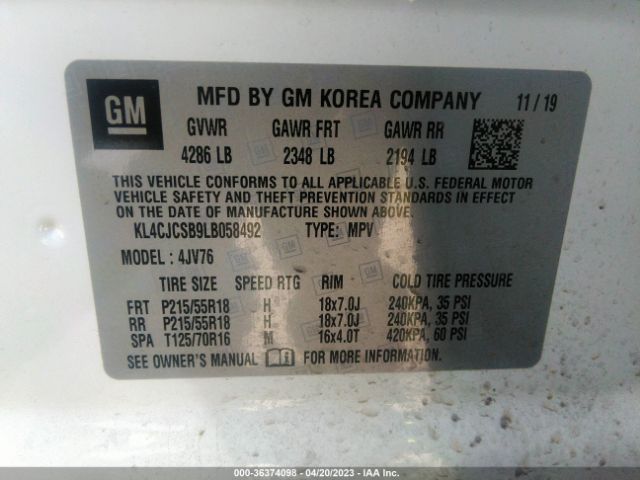 GM MFD BY GM KOREA COMPANY 11/19
GVWR GAWR FRT GAWR RR
4286 LB 2348 LB 2194 LB
THIS VEHICLE CONFORMS TO ALL APPLICABLE U.S. FEDERAL MOTOR
VEHICLE SAFETY AND THEFT PREVENTION STANDARDS IN EFFECT
ON THE DATE OF MANUFACTURE SHOWN ABOVE.
KL4CJCSB9LB058492 TYPE: MPV
MODEL: 4JV76
TIRE SIZE SPEED RTG RIM COLD TIRE PRESSURE
FRT P215/55R18 H 18x7.0J 240KPA, 35 PSI
RR P215/55R18 H 18x7.0J 240KPA, 35 PSI
SPA T125/70R16 M 16x4.0T 420KPA, 60 PSI
SEE OWNER'S MANUAL FOR MORE INFORMATION
000-36374098 - 04/20/2023 - IAA Inc.